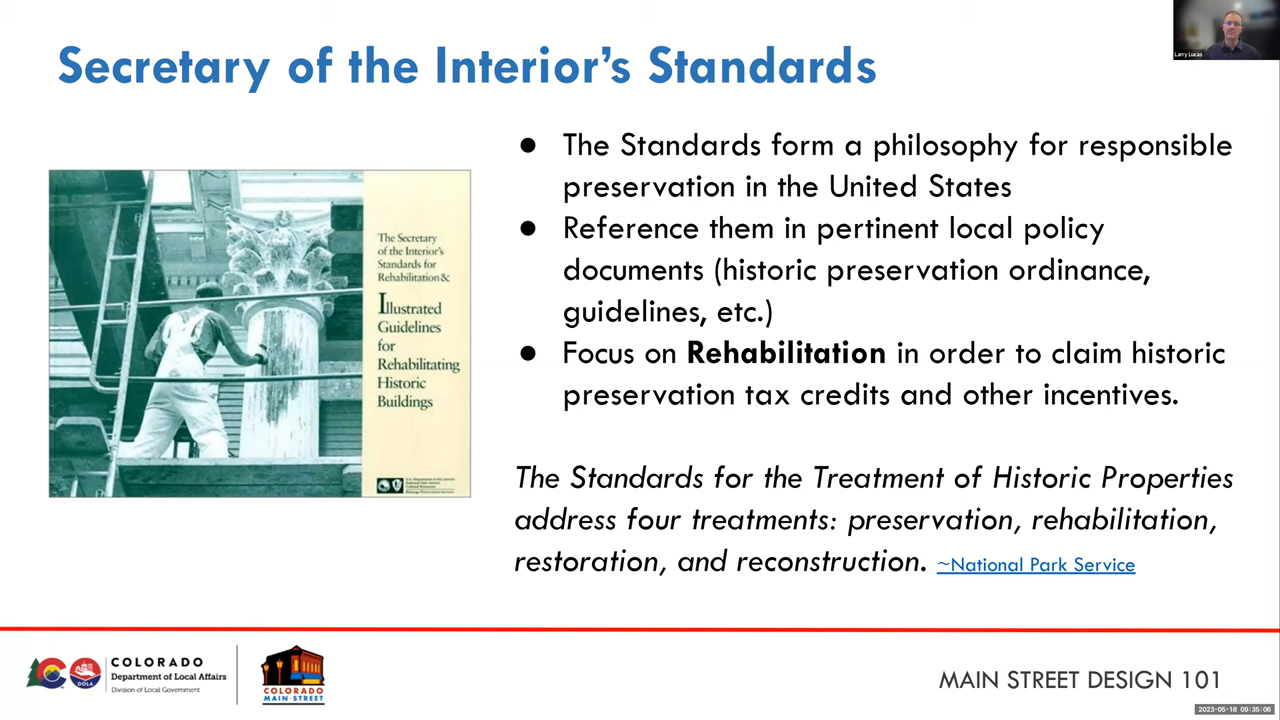 Secretary of the Interior's Standards
Larry Lucas
● The Standards form a philosophy for responsible
preservation in the United States
● Reference them in pertinent local policy
documents (historic preservation ordinance,
guidelines, etc.)
● Focus on Rehabilitation in order to claim historic
preservation tax credits and other incentives.
The Standards for the Treatment of Historic Properties
address four treatments: preservation, rehabilitation,
restoration, and reconstruction. ~National Park Service
The Secretary
of the Interior's
Standards for
Rehabilitation &
Illustrated
Guidelines
for
Rehabilitating
Historic
Buildings
COLORADO
Department of Local Affairs
Division of Local Government
DOLA
COLORADO
MAIN STREET
MAIN STREET DESIGN 101
2023-05-18 09:35:06